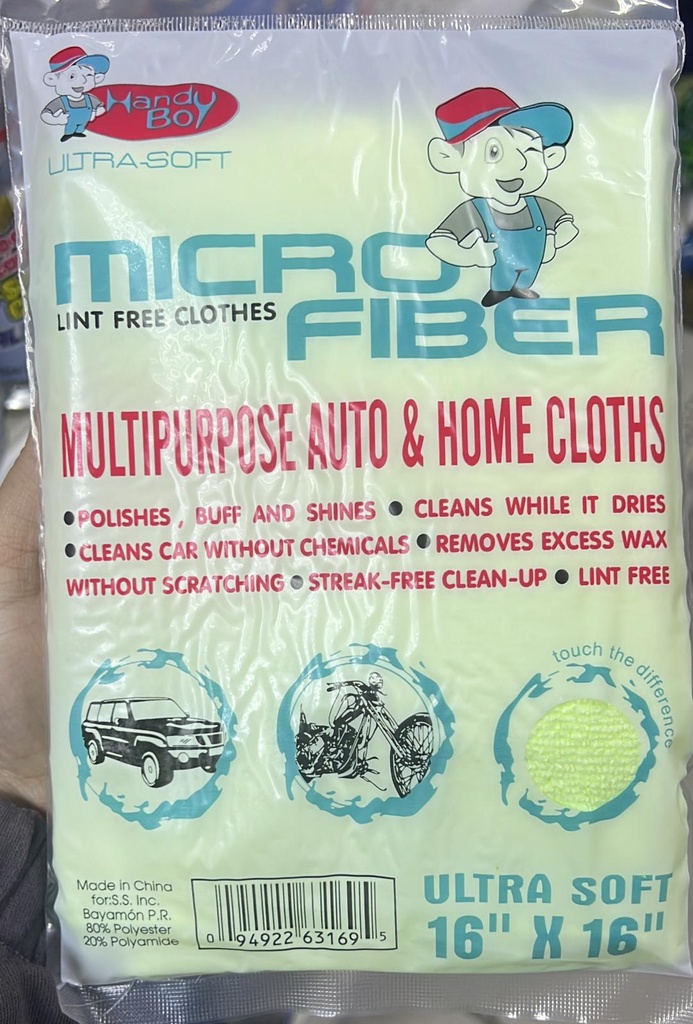 Handy
Boy
ULTRA-SOFT
MICRO
LINT FREE CLOTHES
FIBER
MULTIPURPOSE AUTO & HOME CLOTHS
•POLISHES , BUFF AND SHINES • CLEANS WHILE IT DRIES
•CLEANS CAR WITHOUT CHEMICALS •REMOVES EXCESS WAX
WITHOUT SCRATCHING • STREAK-FREE CLEAN-UP • LINT FREE
touch the difference
Made in China
for:S.S. Inc.
Bayamón P.R.
80% Polyester
20% Polyamide
0 94922 63169 5
ULTRA SOFT
16" X 16"